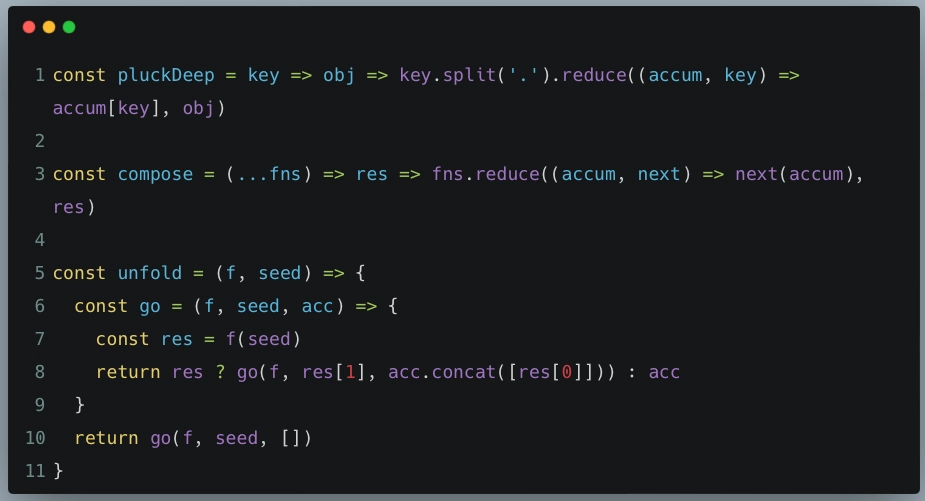 1 const pluckDeep = key => obj => key.split('.').reduce((accum, key) =>
accum[key], obj)
2
3 const compose = (...fns) => res => fns.reduce((accum, next) => next(accum),
res)
4
5 const unfold = (f, seed) => {
6   const go = (f, seed, acc) => {
7     const res = f(seed)
8     return res ? go(f, res[1], acc.concat([res[0]])) : acc
9   }
10   return go(f, seed, [])
11 }